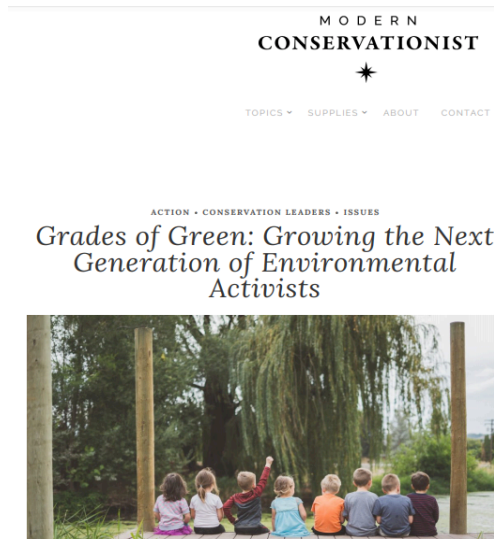 MODERN
CONSERVATIONIST
TOPICS SUPPLIES ABOUT CONTACT
ACTION • CONSERVATION LEADERS • ISSUES
Grades of Green: Growing the Next
Generation of Environmental
Activists